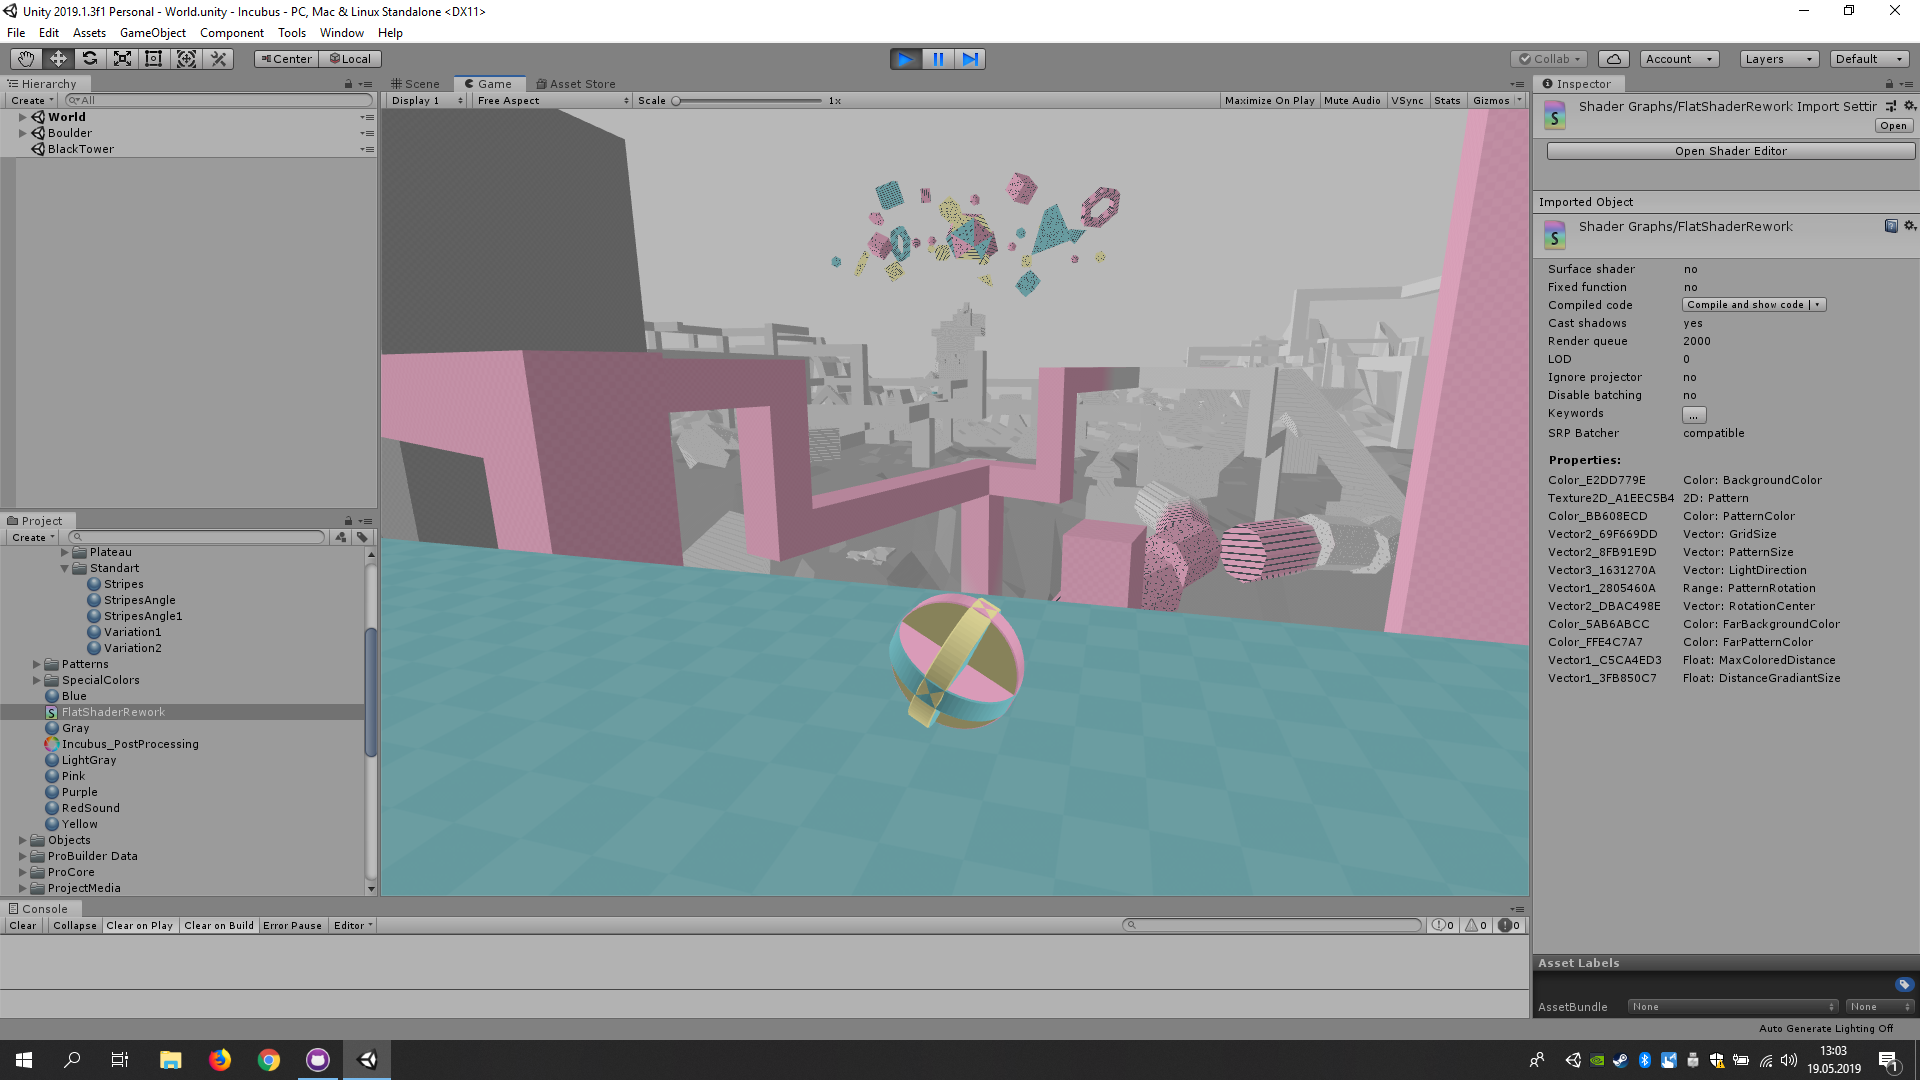 Unity 2019.1.3f1 Personal - World.unity - Incubus - PC, Mac & Linux Standalone <DX11>
File Edit Assets GameObject Component Tools Window Help
Center Local Collab Account Layers Default
Hierarchy
Create All
World
Boulder
BlackTower
Scene Game Asset Store
Display 1 Free Aspect Scale 1x Maximize On Play Mute Audio VSync Stats Gizmos
Project
Create
Plateau
Standart
Stripes
StripesAngle
StripesAngle1
Variation1
Variation2
Patterns
SpecialColors
Blue
FlatShaderRework
Gray
Incubus_PostProcessing
LightGray
Pink
Purple
RedSound
Yellow
Objects
ProBuilder Data
ProCore
ProjectMedia
Console
Clear Collapse Clear on Play Clear on Build Error Pause Editor 0 0 0
Inspector
S Shader Graphs/FlatShaderRework Import Settir
Open
Open Shader Editor
Imported Object
S Shader Graphs/FlatShaderRework
Surface shader no
Fixed function no
Compiled code Compile and show code
Cast shadows yes
Render queue 2000
LOD 0
Ignore projector no
Disable batching no
Keywords ...
SRP Batcher compatible
Properties:
Color_E2DD779E Color: BackgroundColor
Texture2D_A1EEC5B4 2D: Pattern
Color_BB608ECD Color: PatternColor
Vector2_69F669DD Vector: GridSize
Vector2_8FB91E9D Vector: PatternSize
Vector3_1631270A Vector: LightDirection
Vector1_2805460A Range: PatternRotation
Vector2_DBAC498E Vector: RotationCenter
Color_5AB6ABCC Color: FarBackgroundColor
Color_FFE4C7A7 Color: FarPatternColor
Vector1_C5CA4ED3 Float: MaxColoredDistance
Vector1_3FB850C7 Float: DistanceGradiantSize
Asset Labels
AssetBundle None None
Auto Generate Lighting Off
13:03
19.05.2019
1